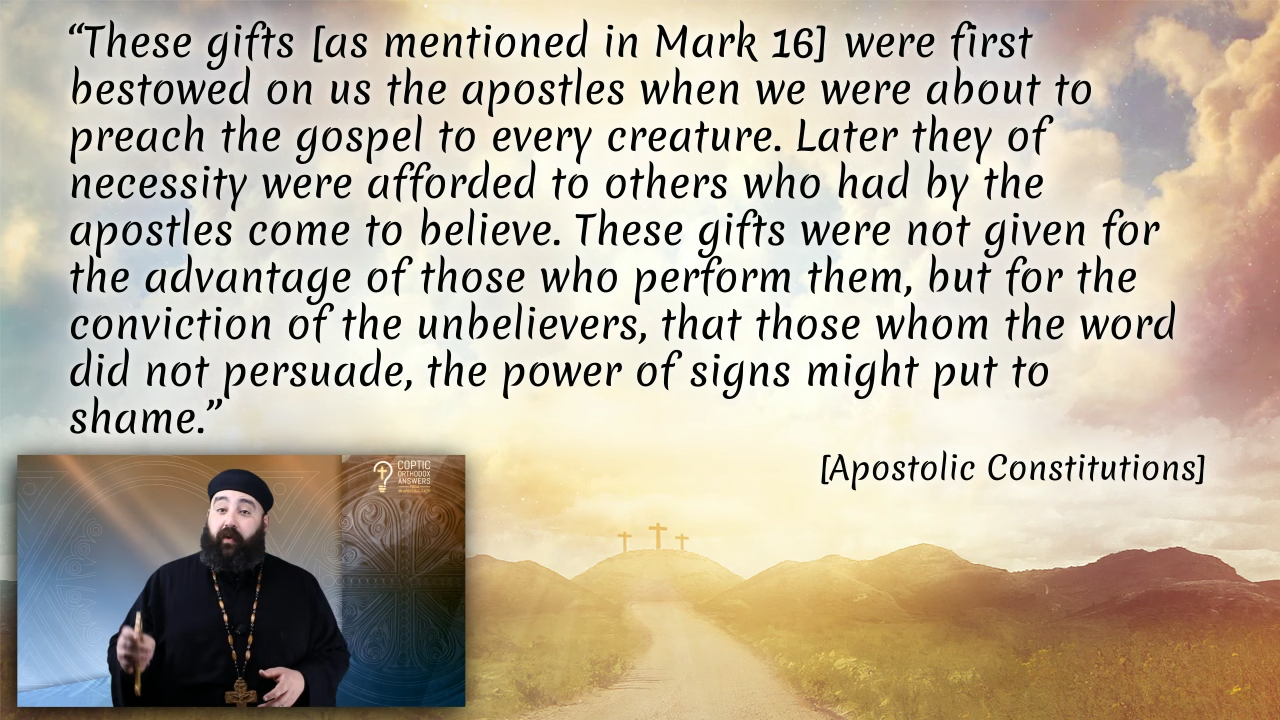 “These gifts [as mentioned in Mark 16] were first
bestowed on us the apostles when we were about to
preach the gospel to every creature. Later they of
necessity were afforded to others who had by the
apostles come to believe. These gifts were not given for
the advantage of those who perform them, but for the
conviction of the unbelievers, that those whom the word
did not persuade, the power of signs might put to
shame.”
[Apostolic Constitutions]
COPTIC
ORTHODOX
ANSWERS